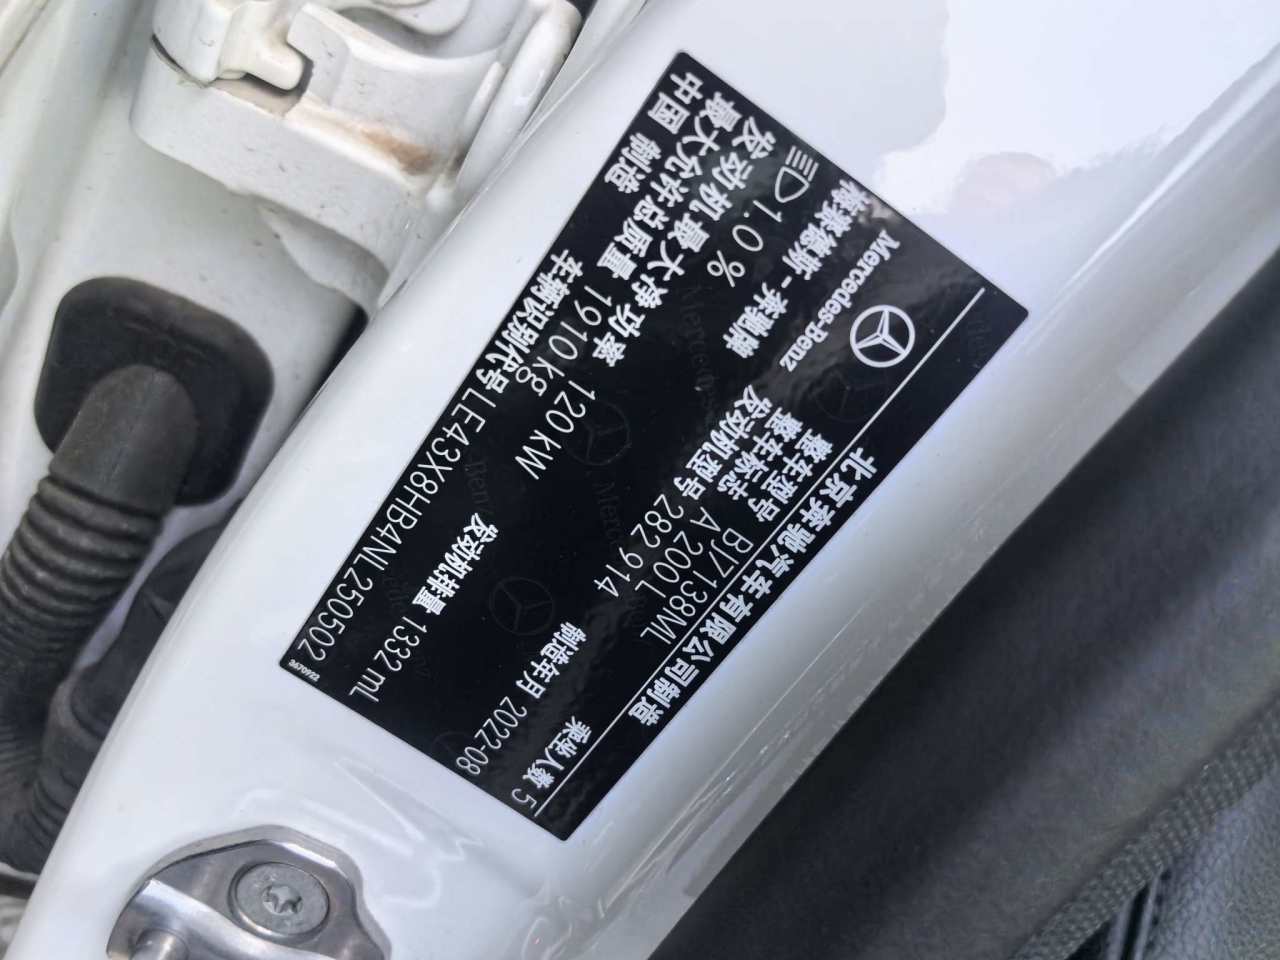 Mercedes-Benz
北京奔驰汽车有限公司制造
梅赛德斯-奔驰牌
整车型号 BJ7138ML
整车标志 A 200 L
乘坐人数 5
1.0 %
发动机型号 282 914
制造年月 2022-08
发动机最大净功率 120 kW
最大允许总质量 1910 kg
发动机排量 1332 mL
中国 制造
车辆识别代号 LE43X8HB4NL250502
3670922